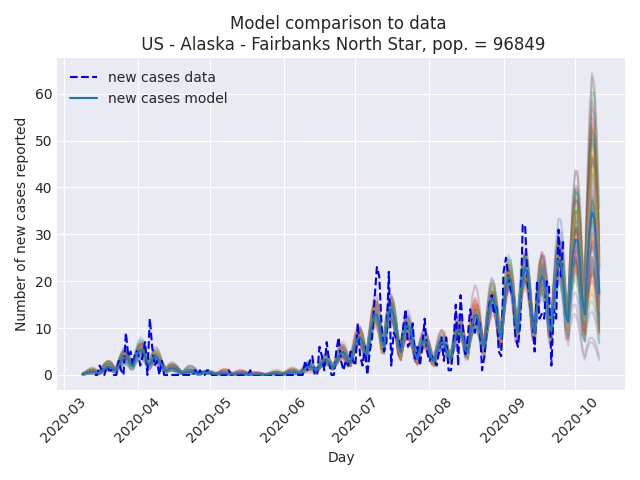 Model comparison to data
US - Alaska - Fairbanks North Star, pop. = 96849
new cases data
new cases model
Number of new cases reported
60
50
40
30
20
10
0
2020-03
2020-04
2020-05
2020-06
2020-07
2020-08
2020-09
2020-10
Day